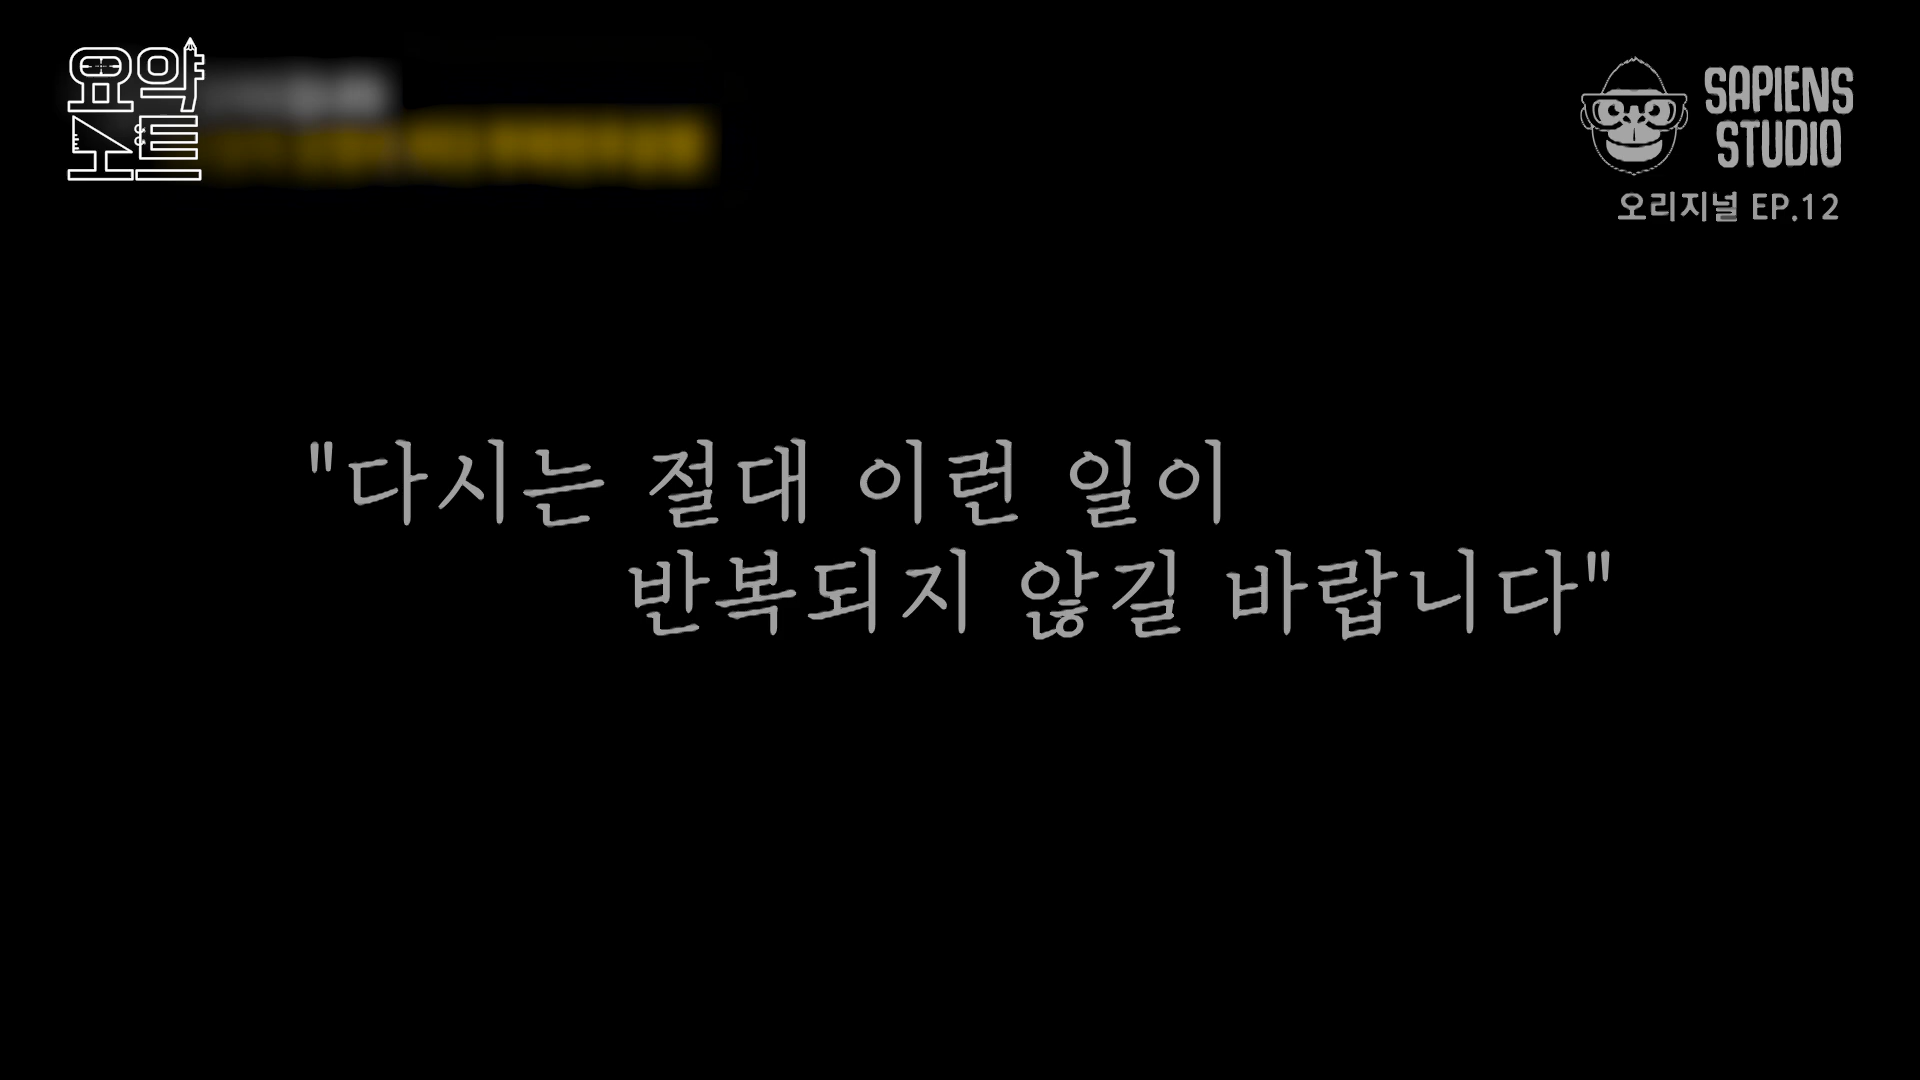 요약
노트
SAPIENS
STUDIO
오리지널 EP.12
"다시는 절대 이런 일이
반복되지 않길 바랍니다"